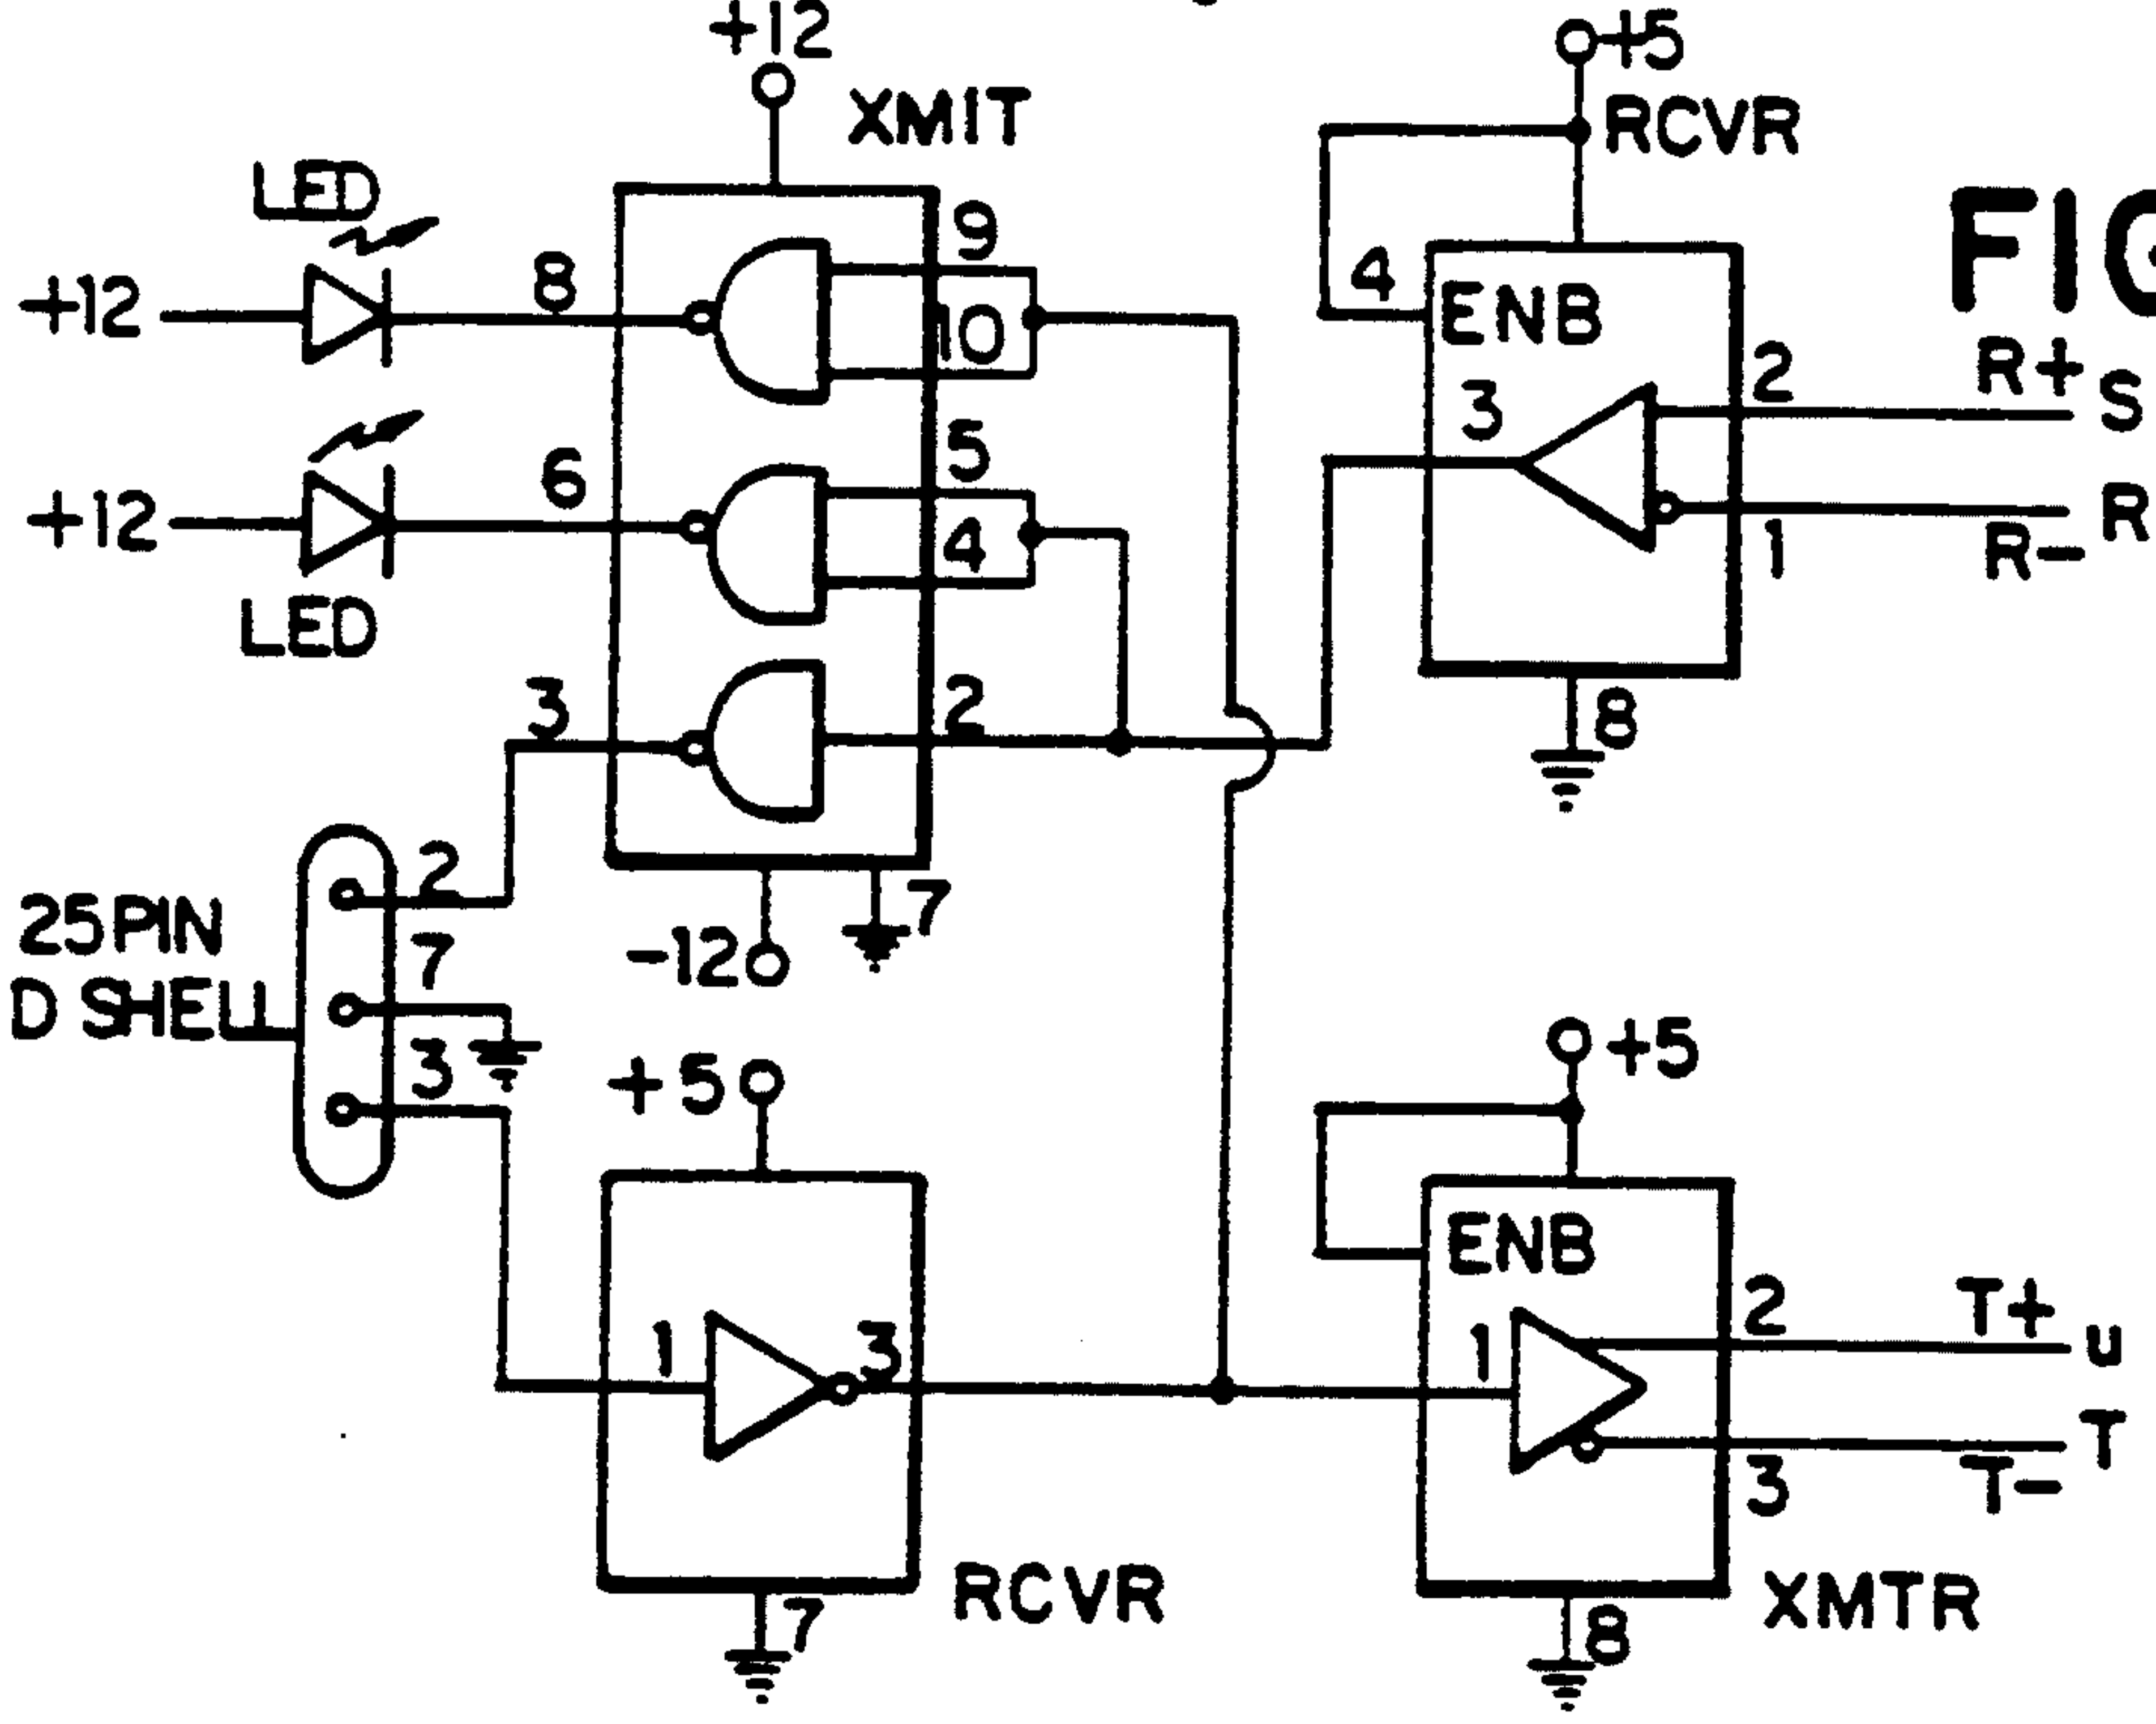 +12
XMIT
+5
RCVR
LED
+12
8
9
10
4
ENB
FIG
R+
S
2
3
1
R-
R
+12
LED
6
5
4
3
2
8
25 PIN
D SHELL
2
7
3
-12
7
+5
+5
1
3
ENB
1
2
T+
U
T
3
T-
RCVR
7
XMTR
8